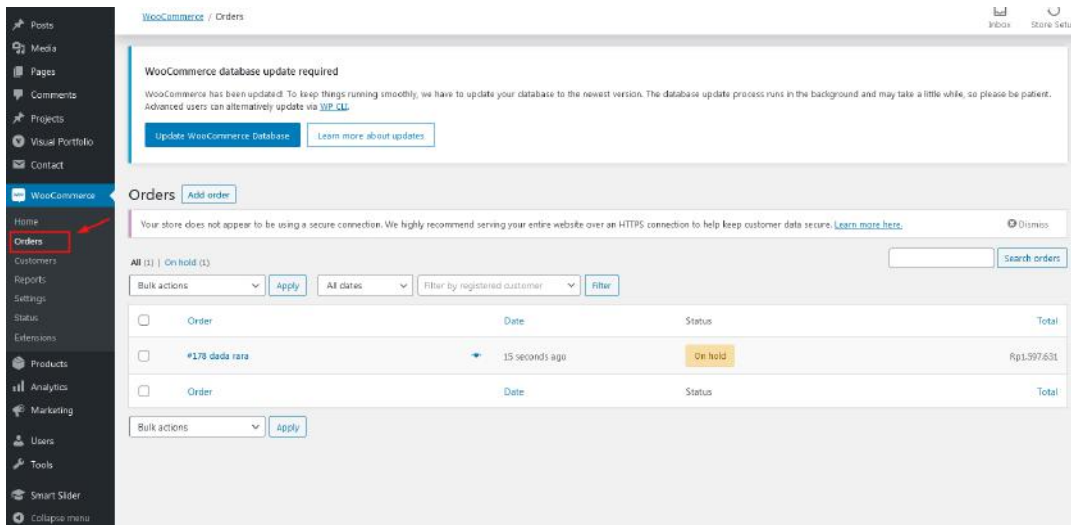 Posts
Media
Pages
Comments
Projects
Visual Portfolio
Contact
WooCommerce
Home
Orders
Customers
Reports
Settings
Status
Extensions
Products
Analytics
Marketing
Users
Tools
Smart Slider
Collapse menu
WooCommerce / Orders
Inbox
Store Setu
WooCommerce database update required
WooCommerce has been updated! To keep things running smoothly, we have to update your database to the newest version. The database update process runs in the background and may take a little while, so please be patient.
Advanced users can alternatively update via WP CLI.
Update WooCommerce Database Learn more about updates
Orders Add order
Your store does not appear to be using a secure connection. We highly recommend serving your entire website over an HTTPS connection to help keep customer data secure. Learn more here. Dismiss
All (1) | On hold (1) Search orders
Bulk actions Apply All dates Filter by registered customer Filter
Order Date Status Total
#178 dada rara 15 seconds ago On hold Rp1.597.631
Order Date Status Total
Bulk actions Apply